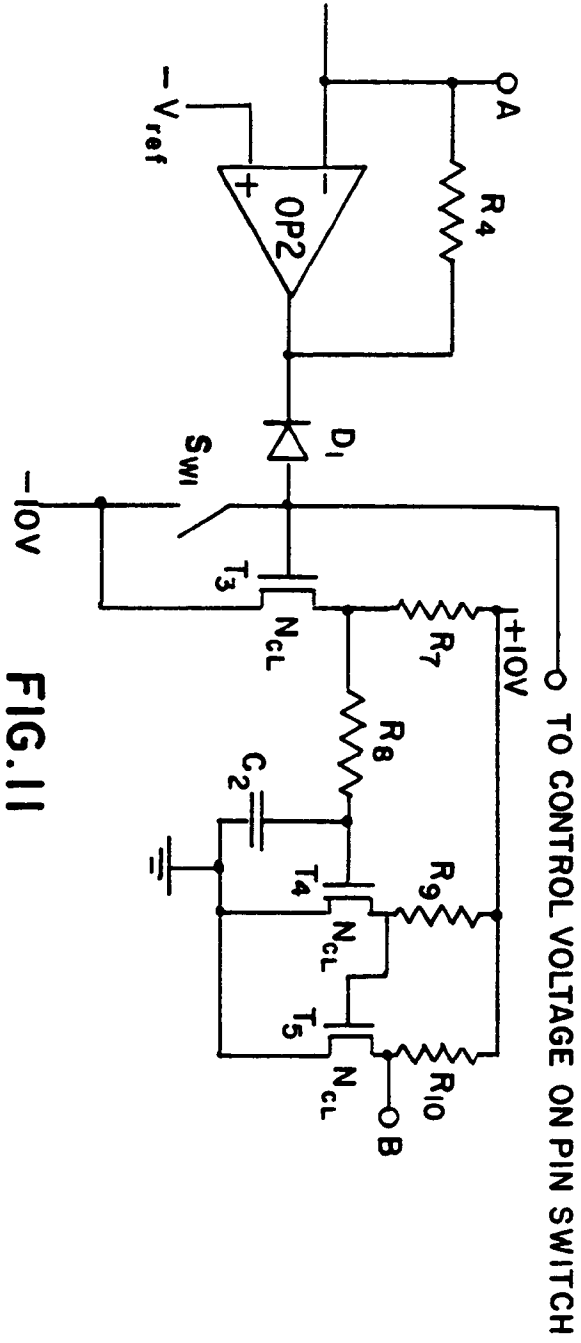 TO CONTROL VOLTAGE ON PIN SWITCH
A
R4
+10V
R7
R9
R10
-Vref
-
+
OP2
D1
R8
B
SW1
T3
NCL
C2
T4
NCL
T5
NCL
-10V
FIG.11